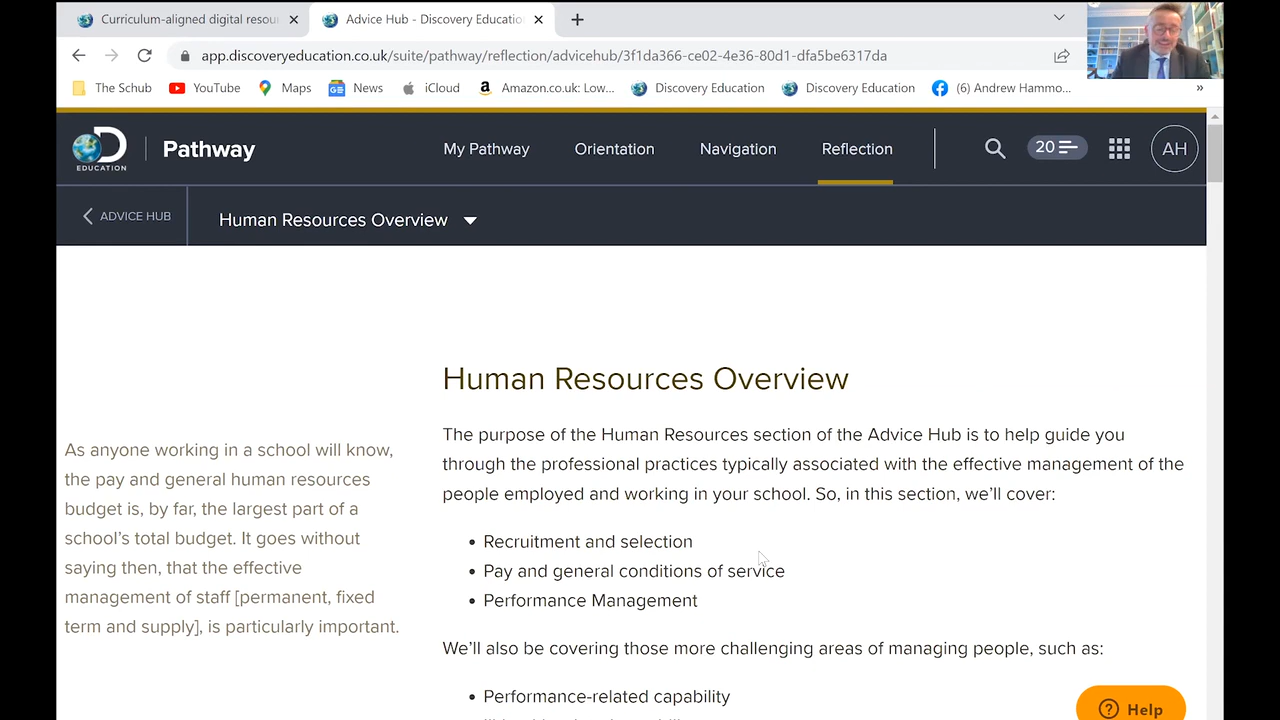 Curriculum-aligned digital resou
Advice Hub - Discovery Educatio
app.discoveryeducation.co.uk/suite/pathway/reflection/advicehub/3f1da366-ce02-4e36-80d1-dfa5be6317da
The Schub
YouTube
Maps
News
iCloud
Amazon.co.uk: Low...
Discovery Education
Discovery Education
(6) Andrew Hammo...
»
EDUCATION
Pathway
My Pathway
Orientation
Navigation
Reflection
20
AH
ADVICE HUB
Human Resources Overview
As anyone working in a school will know,
the pay and general human resources
budget is, by far, the largest part of a
school's total budget. It goes without
saying then, that the effective
management of staff [permanent, fixed
term and supply], is particularly important.
Human Resources Overview
The purpose of the Human Resources section of the Advice Hub is to help guide you
through the professional practices typically associated with the effective management of the
people employed and working in your school. So, in this section, we'll cover:
• Recruitment and selection
• Pay and general conditions of service
• Performance Management
We'll also be covering those more challenging areas of managing people, such as:
• Performance-related capability
? Help